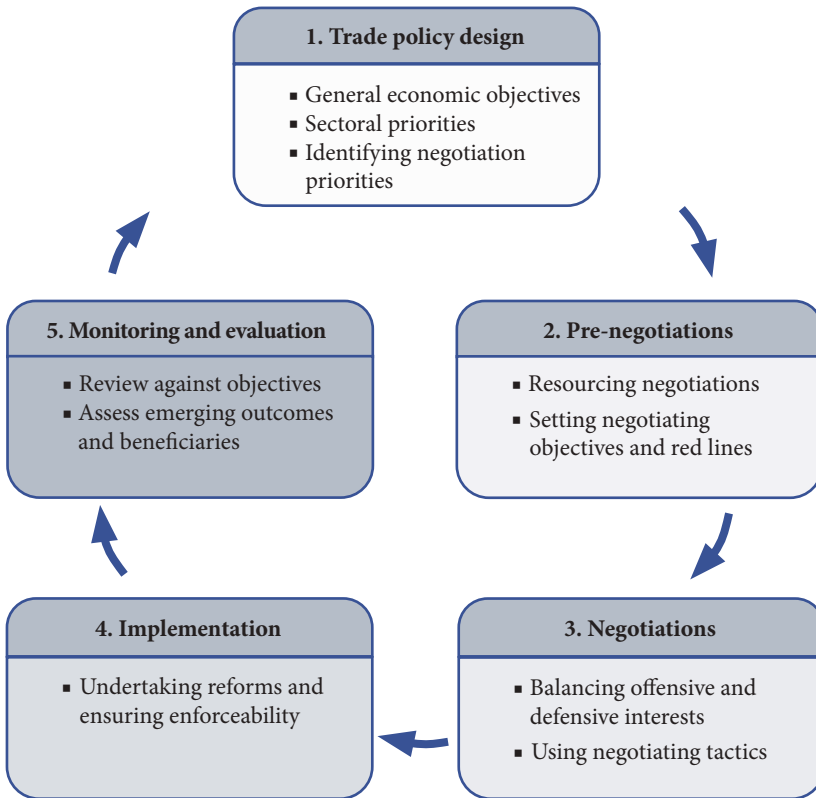 1. Trade policy design
▪ General economic objectives
▪ Sectoral priorities
▪ Identifying negotiation
priorities
2. Pre-negotiations
▪ Resourcing negotiations
▪ Setting negotiating
objectives and red lines
3. Negotiations
▪ Balancing offensive and
defensive interests
▪ Using negotiating tactics
4. Implementation
▪ Undertaking reforms and
ensuring enforceability
5. Monitoring and evaluation
▪ Review against objectives
▪ Assess emerging outcomes
and beneficiaries